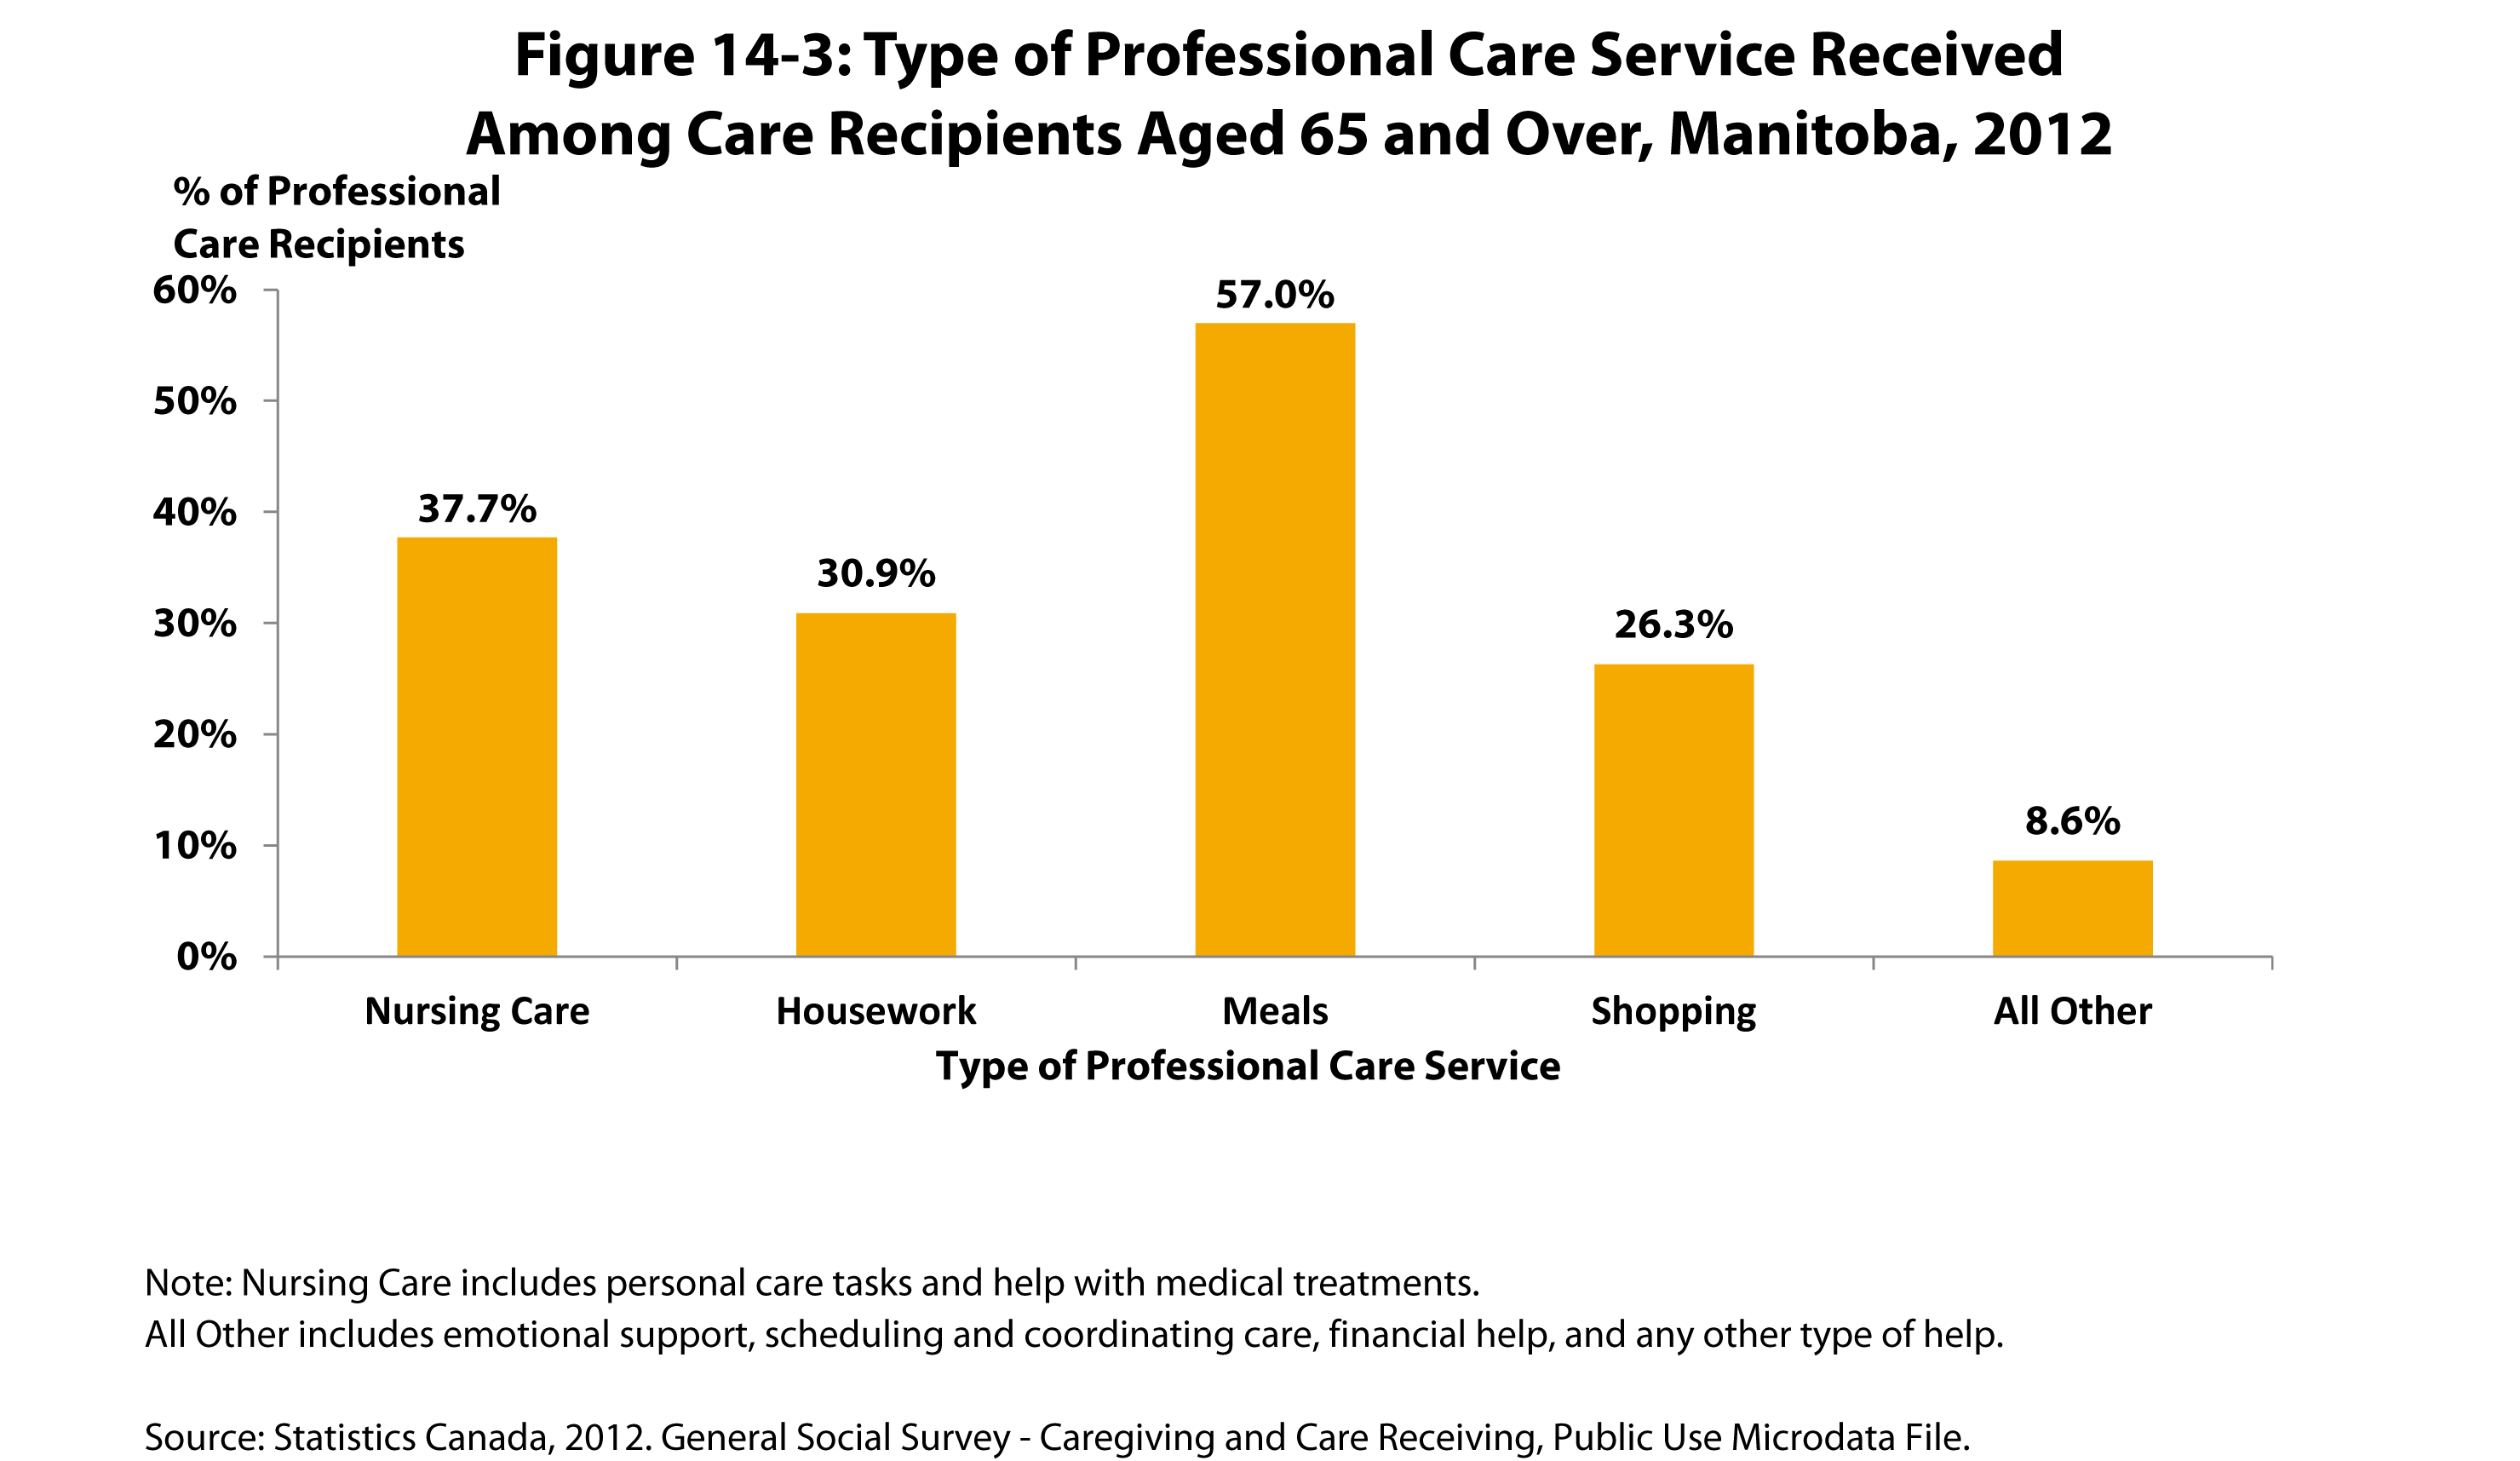 Figure 14-3: Type of Professional Care Service Received
Among Care Recipients Aged 65 and Over, Manitoba, 2012
% of Professional
Care Recipients
60%
50%
40%
30%
20%
10%
0%
37.7%
30.9%
57.0%
26.3%
8.6%
Nursing Care
Housework
Meals
Shopping
All Other
Type of Professional Care Service
Note: Nursing Care includes personal care tasks and help with medical treatments.
All Other includes emotional support, scheduling and coordinating care, financial help, and any other type of help.
Source: Statistics Canada, 2012. General Social Survey - Caregiving and Care Receiving, Public Use Microdata File.